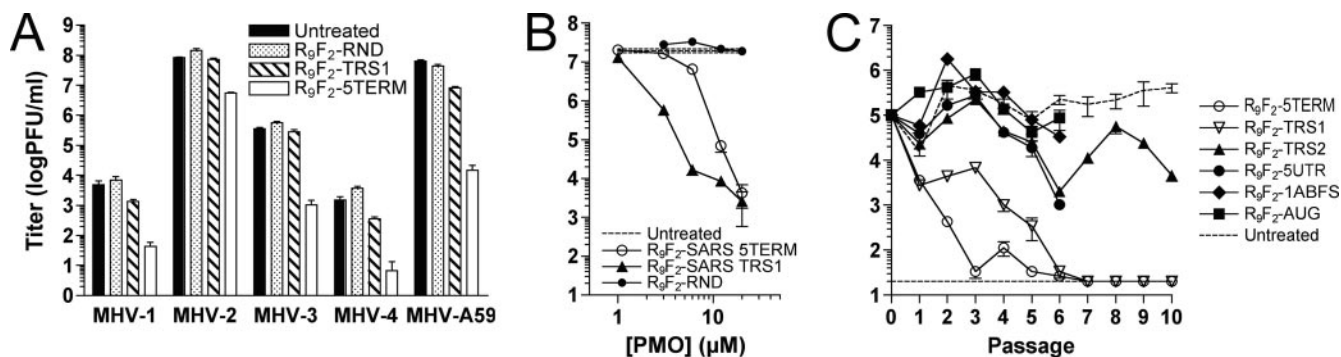 A
Titer (logPFU/ml)
9
8
7
6
5
4
3
2
1
0
Untreated
R₉F₂-RND
R₉F₂-TRS1
R₉F₂-5TERM
MHV-1 MHV-2 MHV-3 MHV-4 MHV-A59
B
8
7
6
5
4
3
2
1
Untreated
R₉F₂-SARS 5TERM
R₉F₂-SARS TRS1
R₉F₂-RND
1 10
[PMO] (μM)
C
7
6
5
4
3
2
1
0 1 2 3 4 5 6 7 8 9 10
Passage
R₉F₂-5TERM
R₉F₂-TRS1
R₉F₂-TRS2
R₉F₂-5UTR
R₉F₂-1ABFS
R₉F₂-AUG
Untreated